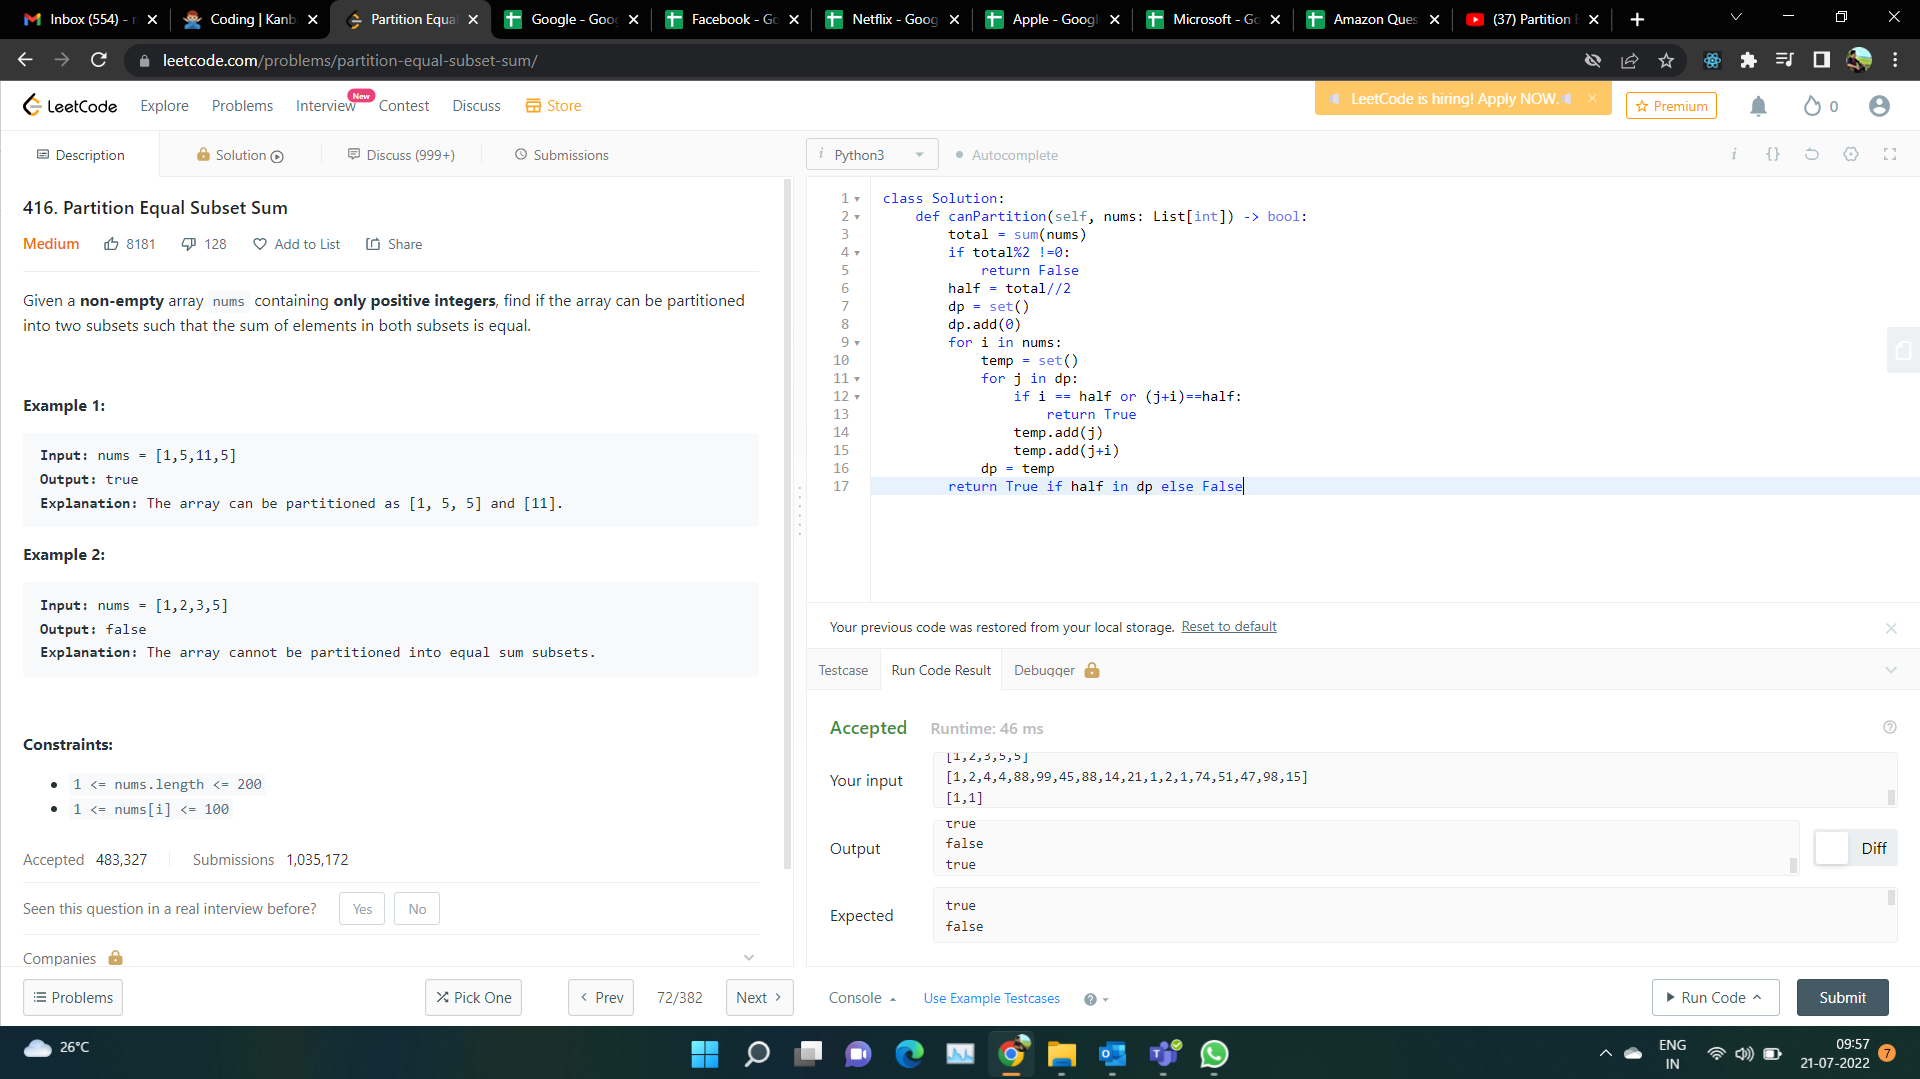 Inbox (554) - r
Coding | Kanb
Partition Equal
Google - Goog
Facebook - Go
Netflix - Goog
Apple - Googl
Microsoft - Go
Amazon Ques
(37) Partition E
leetcode.com/problems/partition-equal-subset-sum/
LeetCode
Explore
Problems
Interview
New
Contest
Discuss
Store
LeetCode is hiring! Apply NOW.
Premium
0
Description
Solution
Discuss (999+)
Submissions
i Python3
Autocomplete
416. Partition Equal Subset Sum
Medium
8181
128
Add to List
Share
Given a non-empty array nums containing only positive integers, find if the array can be partitioned
into two subsets such that the sum of elements in both subsets is equal.
Example 1:
Input: nums = [1,5,11,5]
Output: true
Explanation: The array can be partitioned as [1, 5, 5] and [11].
Example 2:
Input: nums = [1,2,3,5]
Output: false
Explanation: The array cannot be partitioned into equal sum subsets.
Constraints:
1 <= nums.length <= 200
1 <= nums[i] <= 100
Accepted 483,327
Submissions 1,035,172
Seen this question in a real interview before?
Yes
No
Companies
Problems
Pick One
Prev
72/382
Next
1 class Solution:
2 def canPartition(self, nums: List[int]) -> bool:
3 total = sum(nums)
4 if total%2 !=0:
5 return False
6 half = total//2
7 dp = set()
8 dp.add(0)
9 for i in nums:
10 temp = set()
11 for j in dp:
12 if i == half or (j+i)==half:
13 return True
14 temp.add(j)
15 temp.add(j+i)
16 dp = temp
17 return True if half in dp else False
Your previous code was restored from your local storage. Reset to default
Testcase
Run Code Result
Debugger
Accepted
Runtime: 46 ms
Your input
[1,2,3,5,5]
[1,2,4,4,88,99,45,88,14,21,1,2,1,74,51,47,98,15]
[1,1]
Output
true
false
true
Diff
Expected
true
false
Console
Use Example Testcases
Run Code
Submit
26°C
ENG
IN
09:57
21-07-2022
7